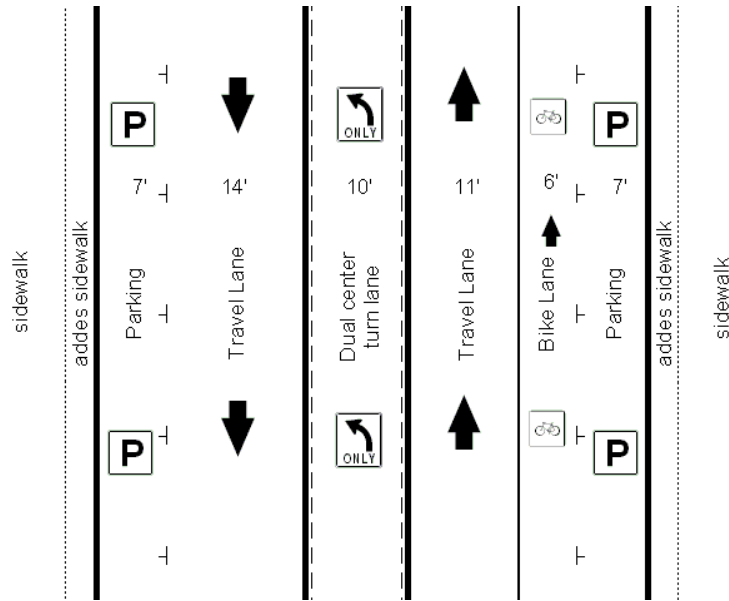 P
ONLY
P
7'
14'
10'
11'
6'
7'
sidewalk
addes sidewalk
Parking
Travel Lane
Dual center
turn lane
Travel Lane
Bike Lane
Parking
addes sidewalk
sidewalk
P
ONLY
P